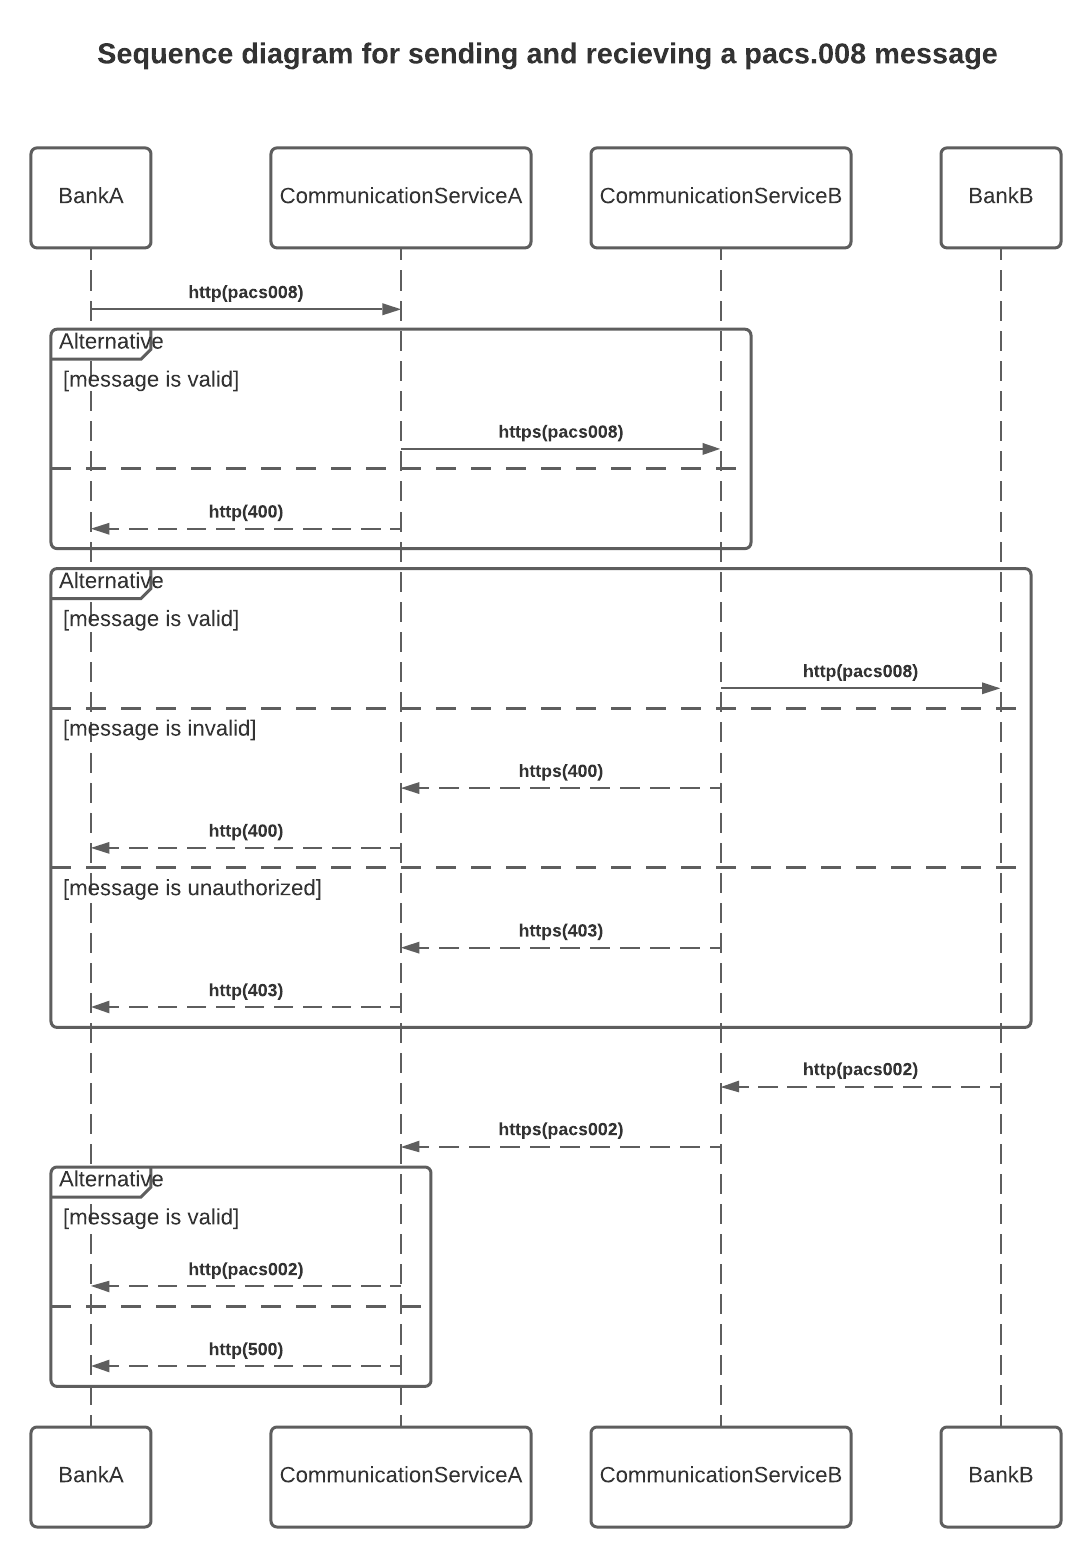 Sequence diagram for sending and recieving a pacs.008 message
BankA
CommunicationServiceA
CommunicationServiceB
BankB
http(pacs008)
Alternative
[message is valid]
https(pacs008)
http(400)
Alternative
[message is valid]
http(pacs008)
[message is invalid]
https(400)
http(400)
[message is unauthorized]
https(403)
http(403)
http(pacs002)
https(pacs002)
Alternative
[message is valid]
http(pacs002)
http(500)
BankA
CommunicationServiceA
CommunicationServiceB
BankB